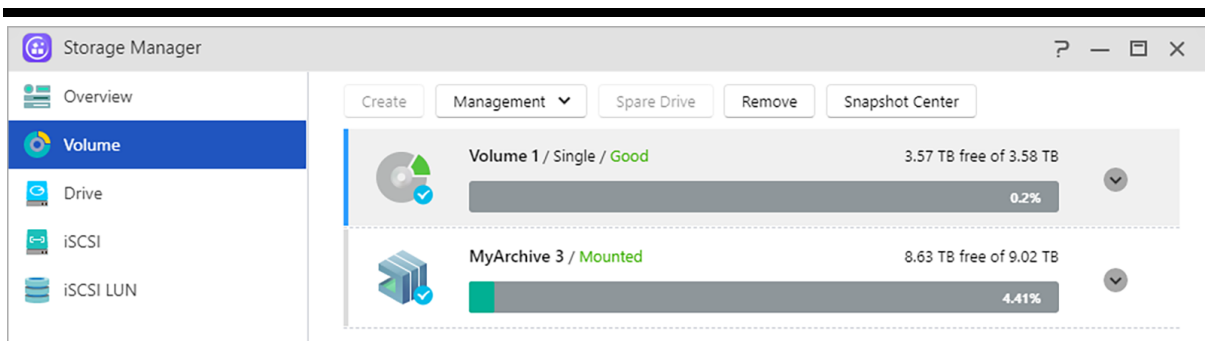 Storage Manager
Overview
Volume
Drive
iSCSI
iSCSI LUN
Create Management Spare Drive Remove Snapshot Center
Volume 1 / Single / Good 3.57 TB free of 3.58 TB
0.2%
MyArchive 3 / Mounted 8.63 TB free of 9.02 TB
4.41%